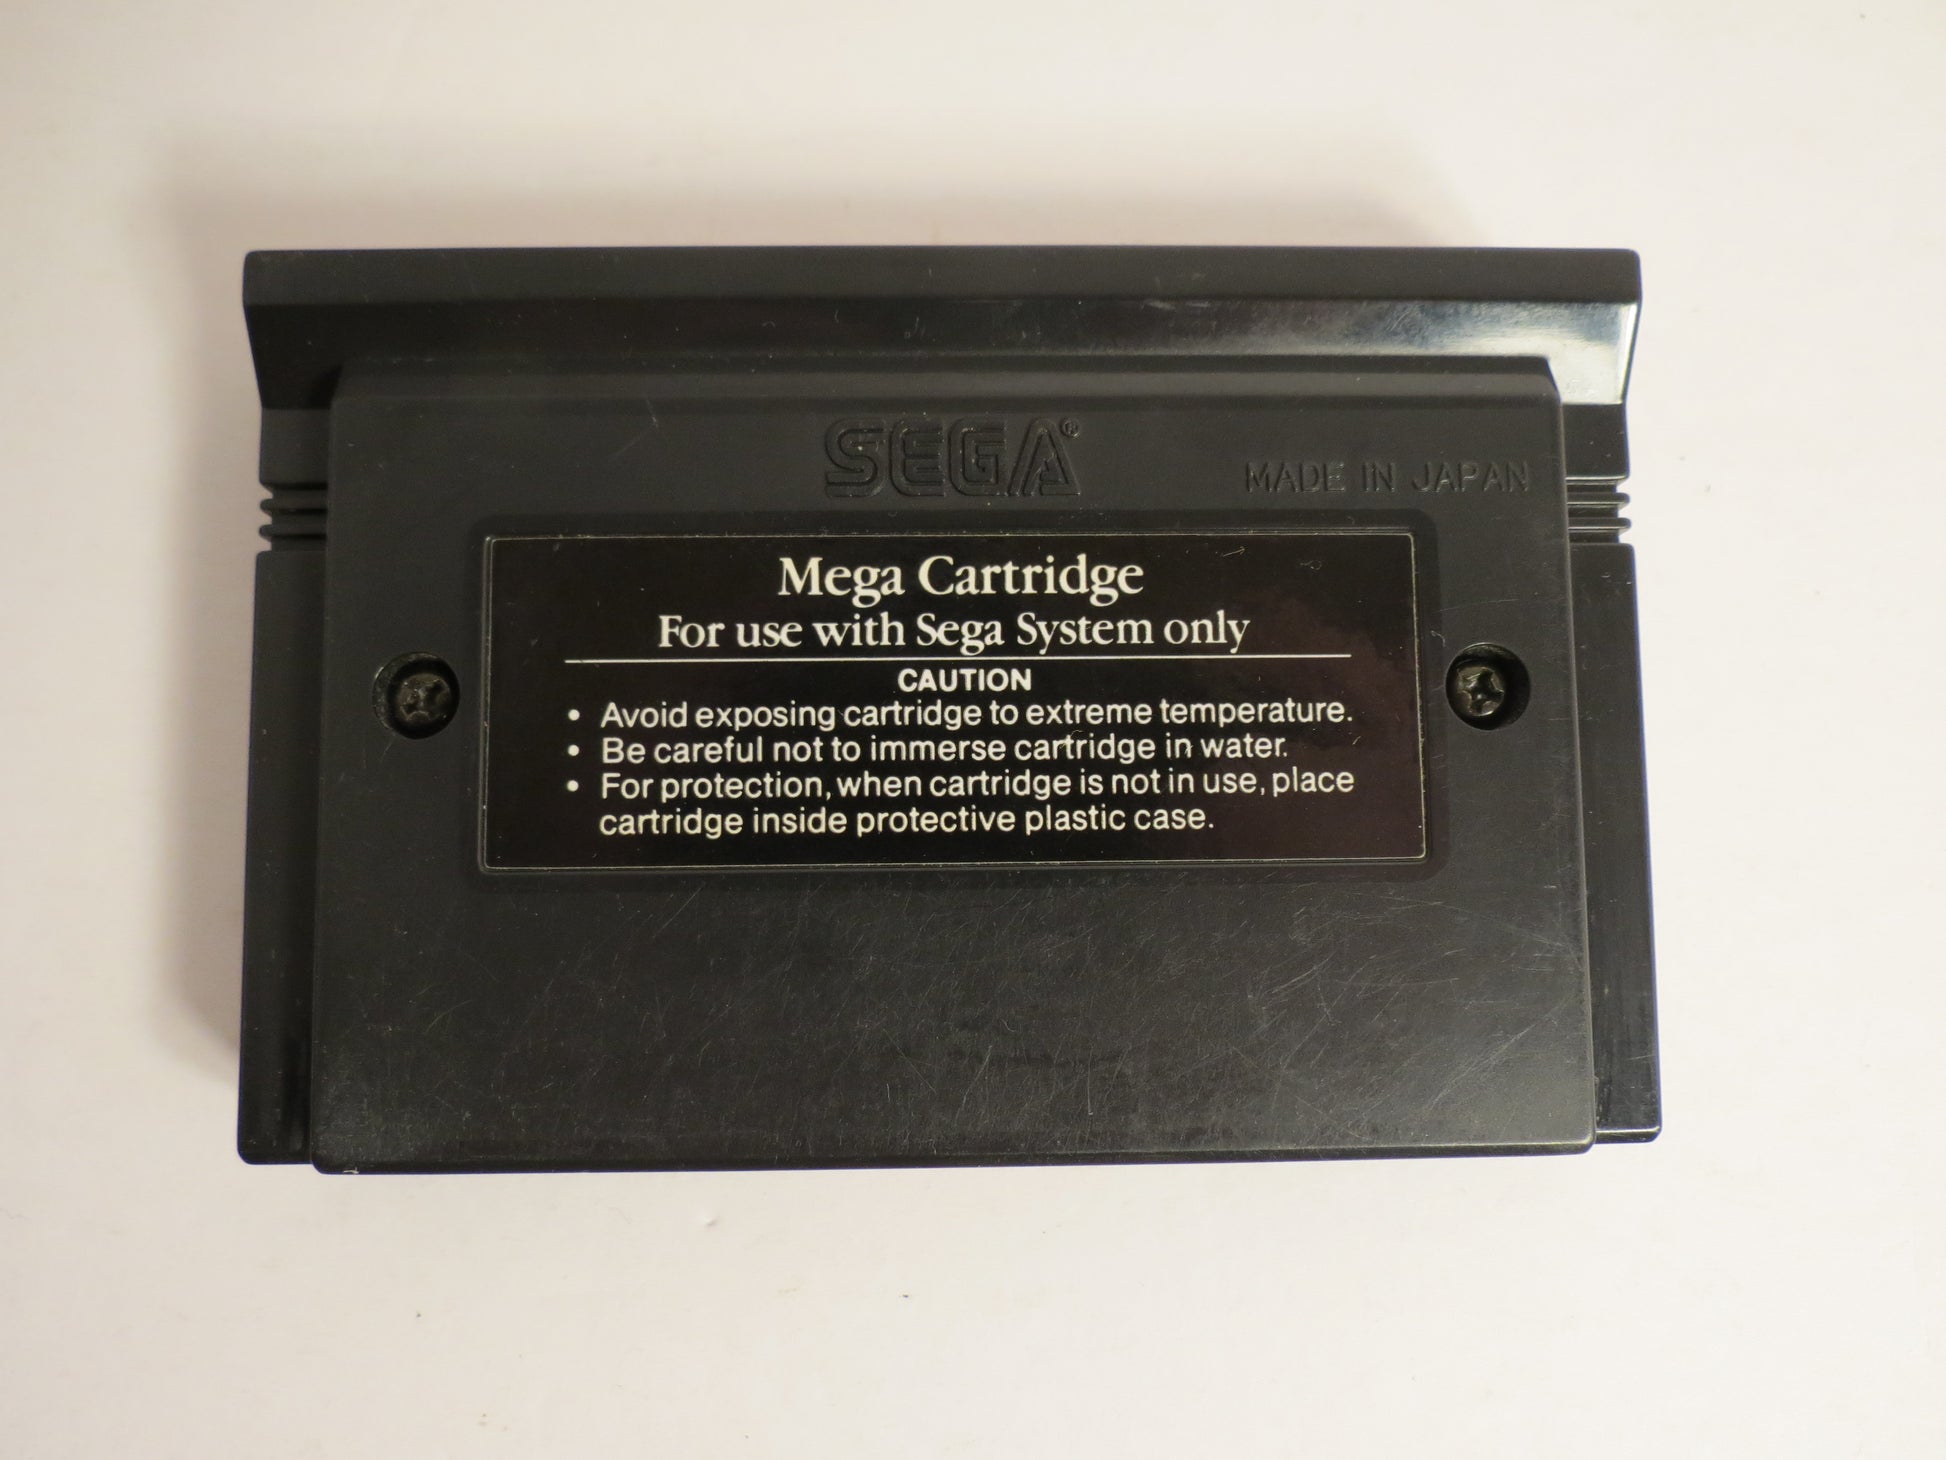 SEGA®
MADE IN JAPAN
Mega Cartridge
For use with Sega System only
CAUTION
• Avoid exposing cartridge to extreme temperature.
• Be careful not to immerse cartridge in water.
• For protection, when cartridge is not in use, place
cartridge inside protective plastic case.